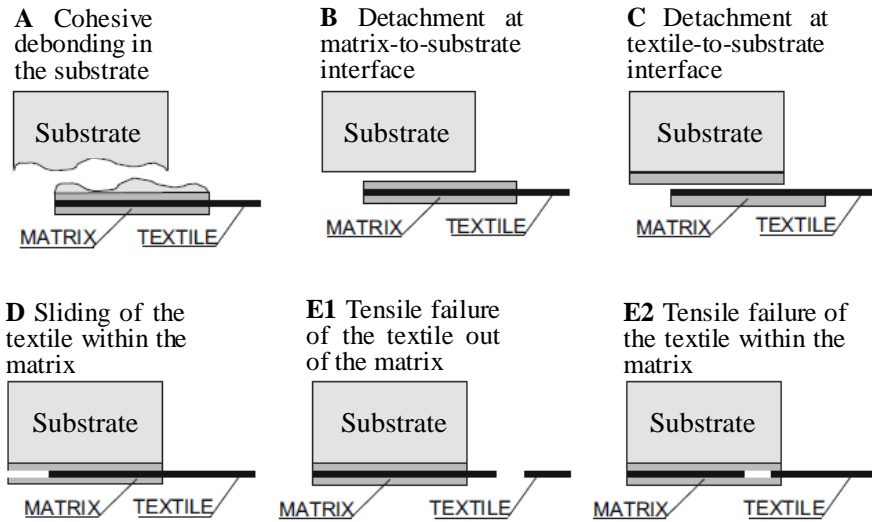 A Cohesive
debonding in
the substrate
Substrate
MATRIX
TEXTILE
B Detachment at
matrix-to-substrate
interface
Substrate
MATRIX
TEXTILE
C Detachment at
textile-to-substrate
interface
Substrate
MATRIX
TEXTILE
D Sliding of the
textile within the
matrix
Substrate
MATRIX
TEXTILE
E1 Tensile failure
of the textile out
of the matrix
Substrate
MATRIX
TEXTILE
E2 Tensile failure of
the textile within the
matrix
Substrate
MATRIX
TEXTILE